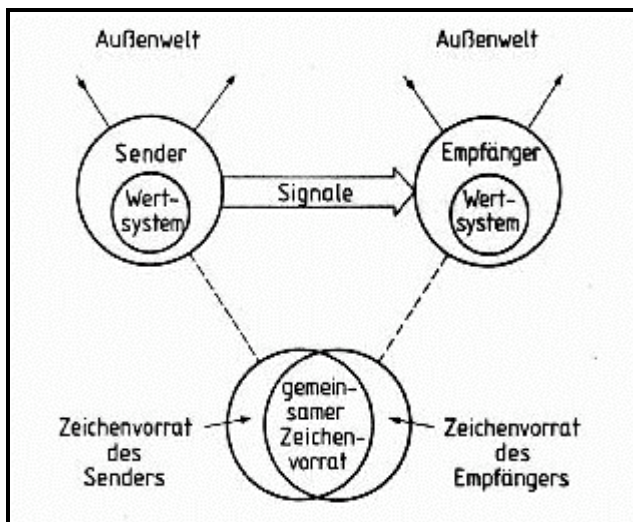 Außenwelt
Außenwelt
Sender
Empfänger
Wert-
system
Signale
Wert-
system
gemein-
samer
Zeichen-
vorrat
Zeichenvorrat
des
Senders
Zeichenvorrat
des
Empfängers